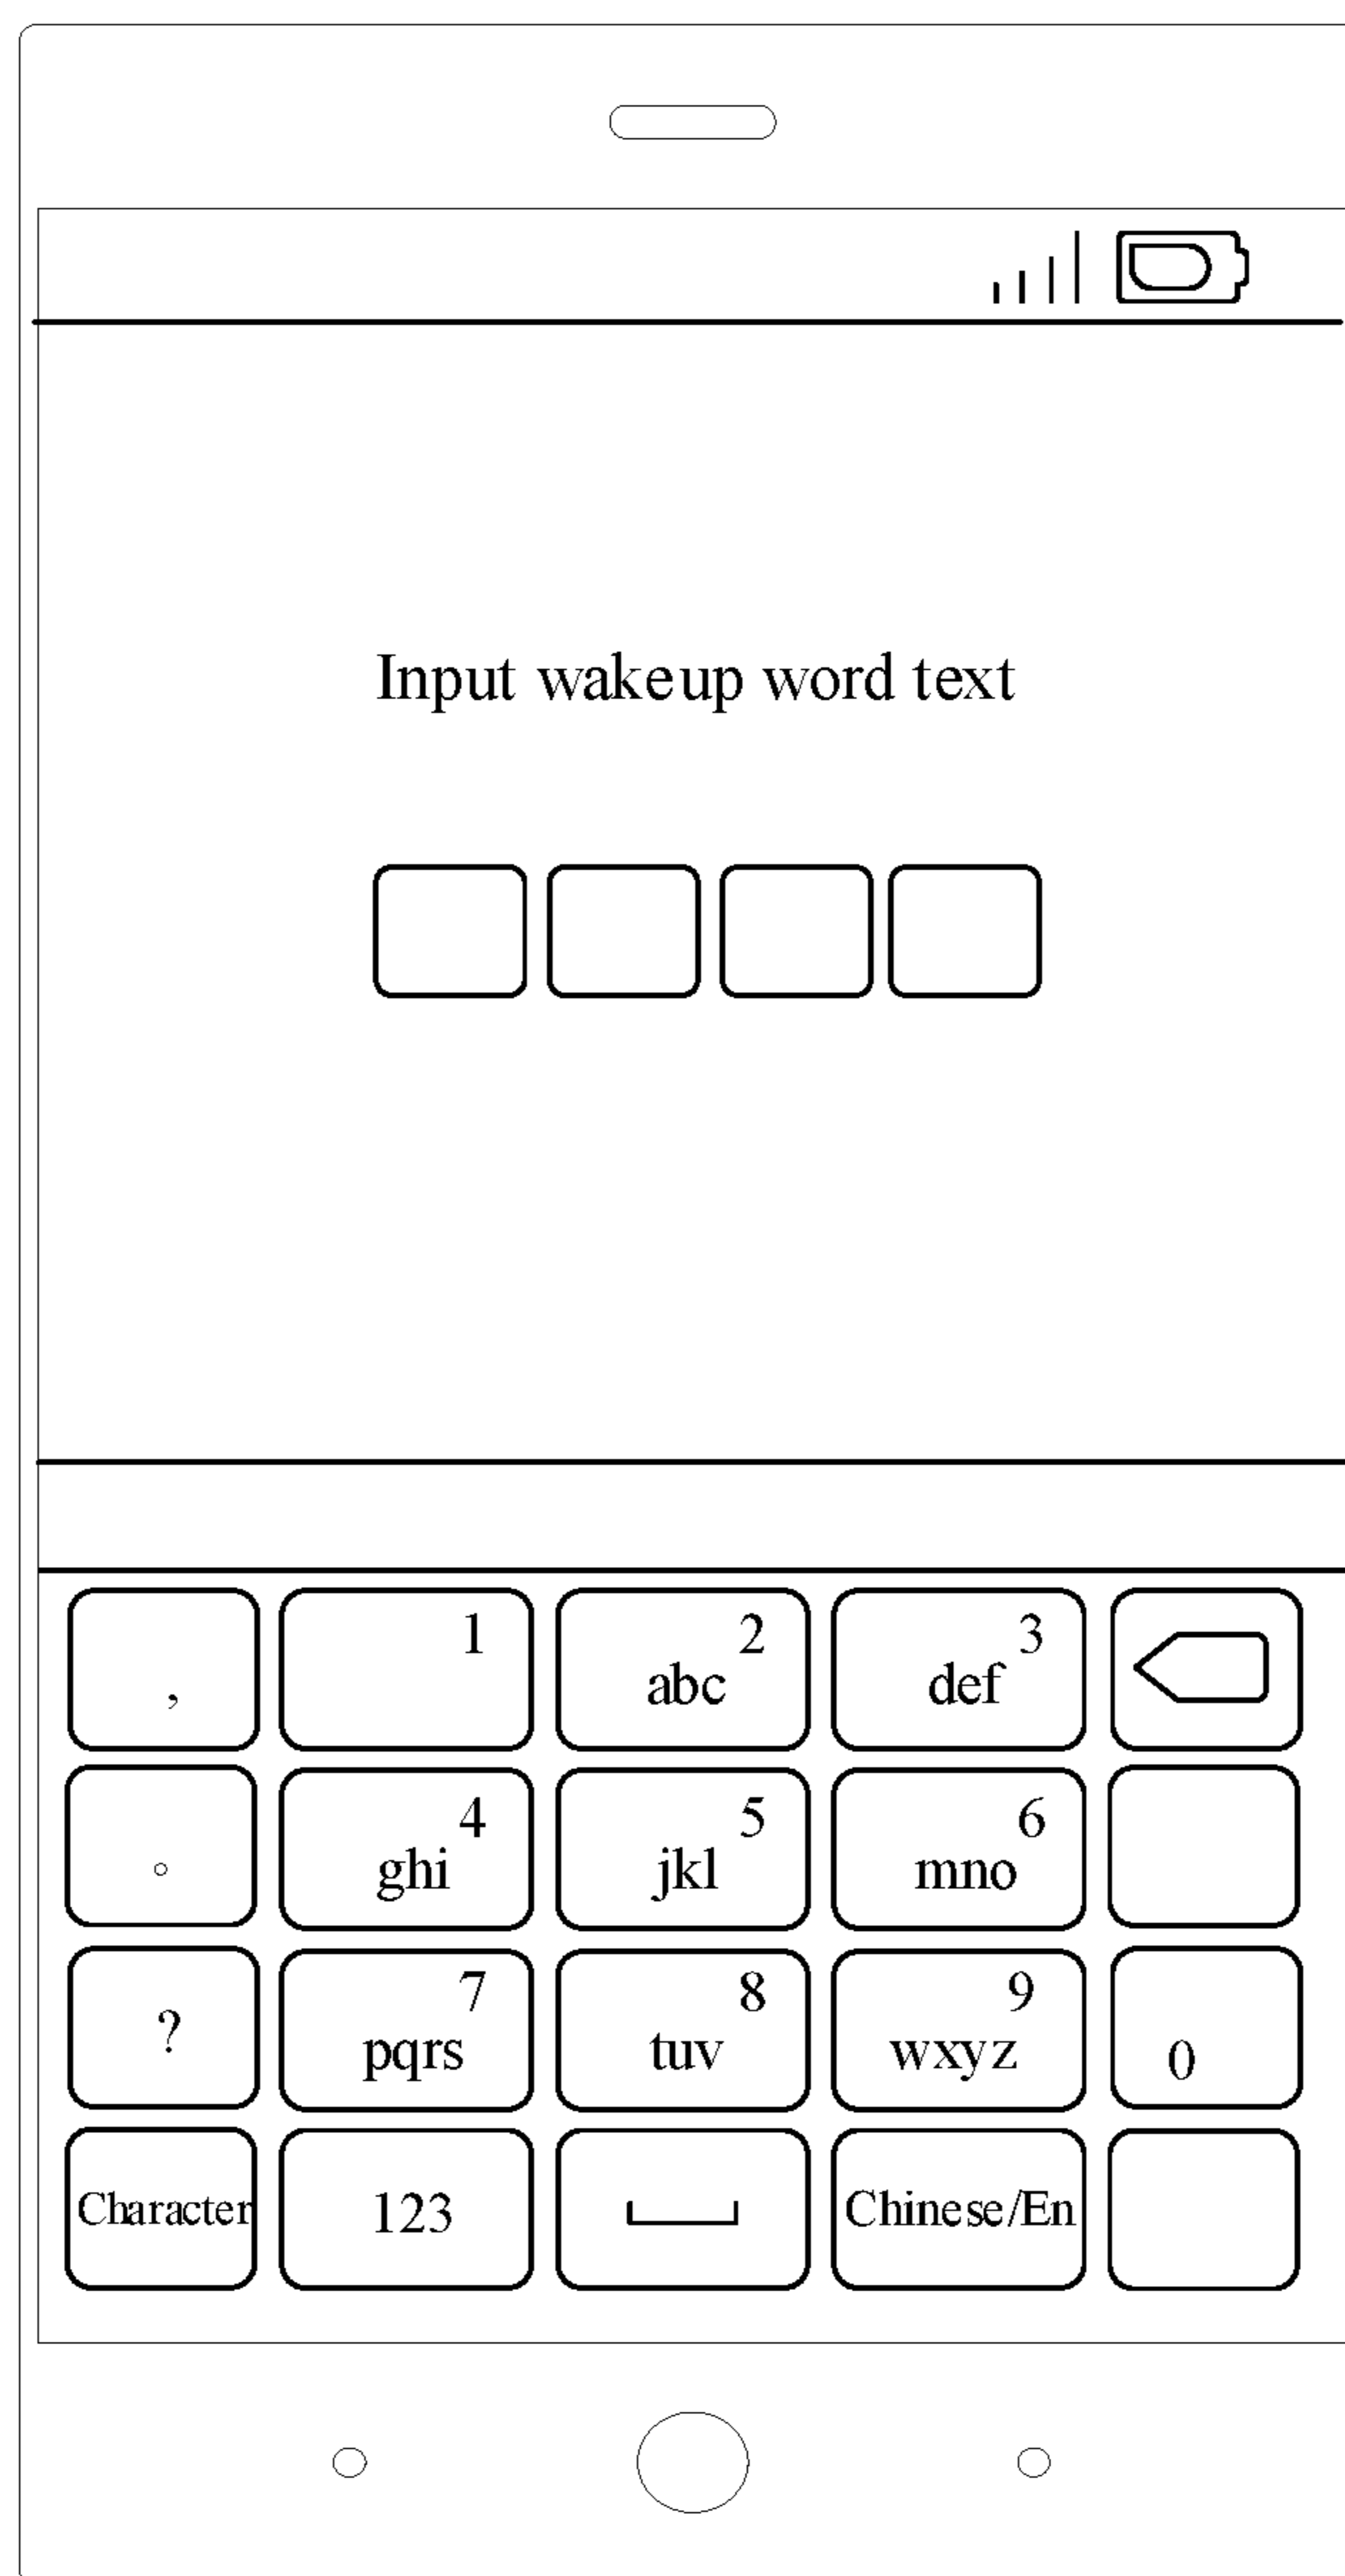 Input wakeup word text
, 1 2 3
abc def
4 5 6
。 ghi jkl mno
7 8 9
? pqrs tuv wxyz 0
Character 123 Chinese/En